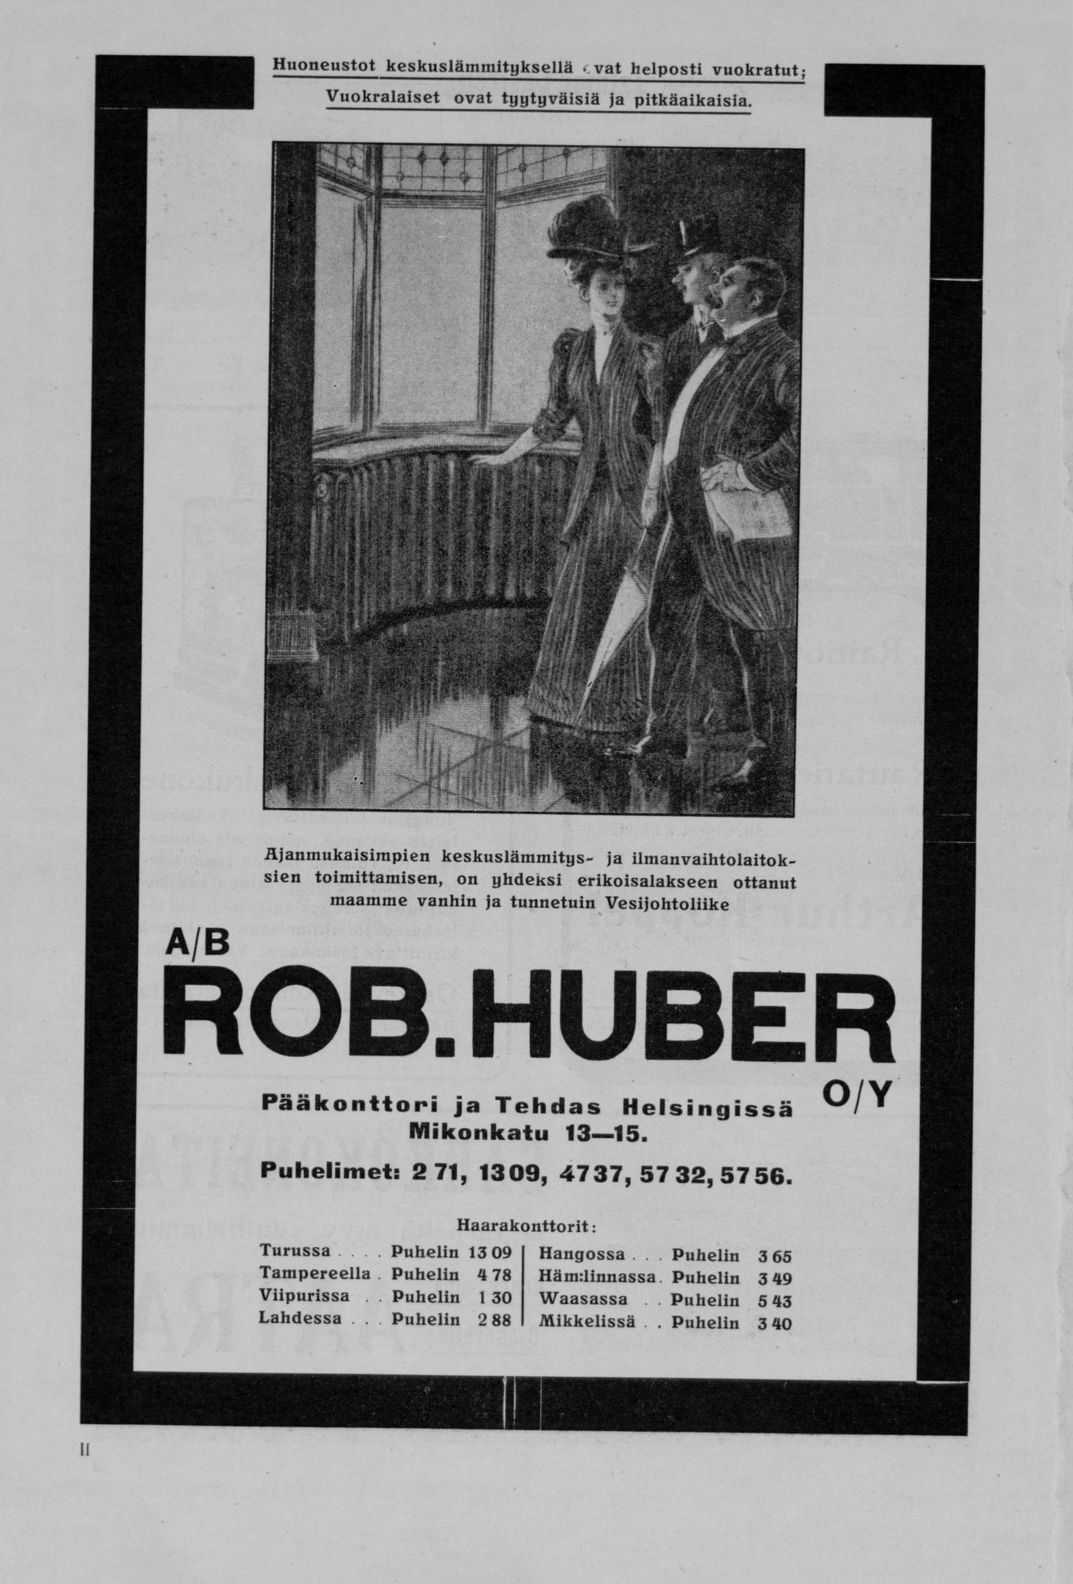 Huoneustot keskuslämmityksellä ovat helposti vuokratut;
Vuokralaiset ovat tyytyväisiä ja pitkäaikaisia.
Ajanmukaisimpien keskuslämmitys- ja ilmanvaihtolaitok-
sien toimittamisen, on yhdeksi erikoisalakseen ottanut
maamme vanhin ja tunnetuin Vesijohtoliike
A/B
ROB. HUBER
O/Y
Pääkonttori ja Tehdas Helsingissä
Mikonkatu 13—15.
Puhelimet: 2 71, 13 09, 47 37, 57 32, 57 56.
Haarakonttorit:
Turussa . . . . Puhelin 13 09
Tampereella . Puhelin 4 78
Viipurissa . . Puhelin 1 30
Lahdessa . . . Puhelin 2 88
Hangossa . . . Puhelin 3 65
Häm:linnassa. Puhelin 3 49
Waasassa . . Puhelin 5 43
Mikkelissä . . Puhelin 3 40
II